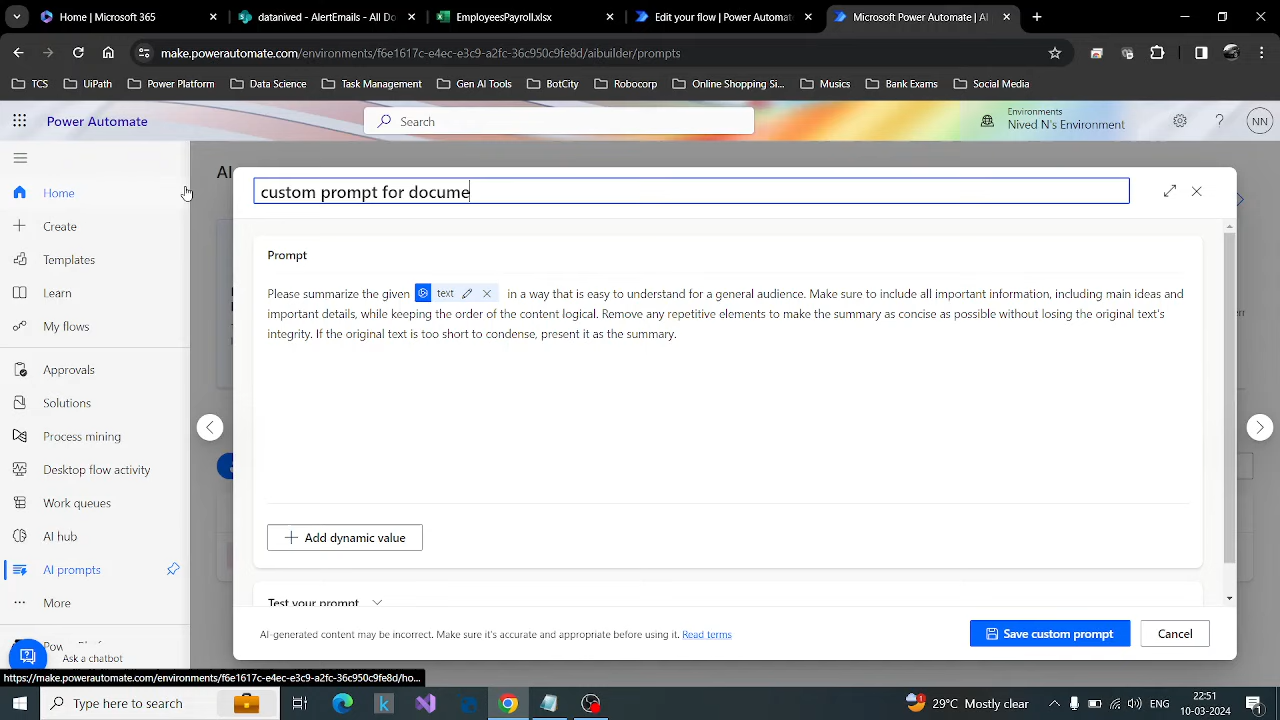 Home | Microsoft 365
datanived - AlertEmails - All Do
EmployeesPayroll.xlsx
Edit your flow | Power Automat
Microsoft Power Automate | AI
make.powerautomate.com/environments/f6e1617c-e4ec-e3c9-a2fc-36c950c9fe8d/aibuilder/prompts
TCS
UiPath
Power Platform
Data Science
Task Management
Gen AI Tools
BotCity
Robocorp
Online Shopping Si...
Musics
Bank Exams
Social Media
Power Automate
Search
Environments
Nived N's Environment
NN
Home
Create
Templates
Learn
My flows
Approvals
Solutions
Process mining
Desktop flow activity
Work queues
AI hub
AI prompts
More
Ask a chatbot
AI
custom prompt for docume
Prompt
Please summarize the given text in a way that is easy to understand for a general audience. Make sure to include all important information, including main ideas and
important details, while keeping the order of the content logical. Remove any repetitive elements to make the summary as concise as possible without losing the original text's
integrity. If the original text is too short to condense, present it as the summary.
Add dynamic value
Test your prompt
AI-generated content may be incorrect. Make sure it's accurate and appropriate before using it. Read terms
Save custom prompt
Cancel
https://make.powerautomate.com/environments/f6e1617c-e4ec-e3c9-a2fc-36c950c9fe8d/ho...
Type here to search
29°C Mostly clear
ENG
22:51
10-03-2024